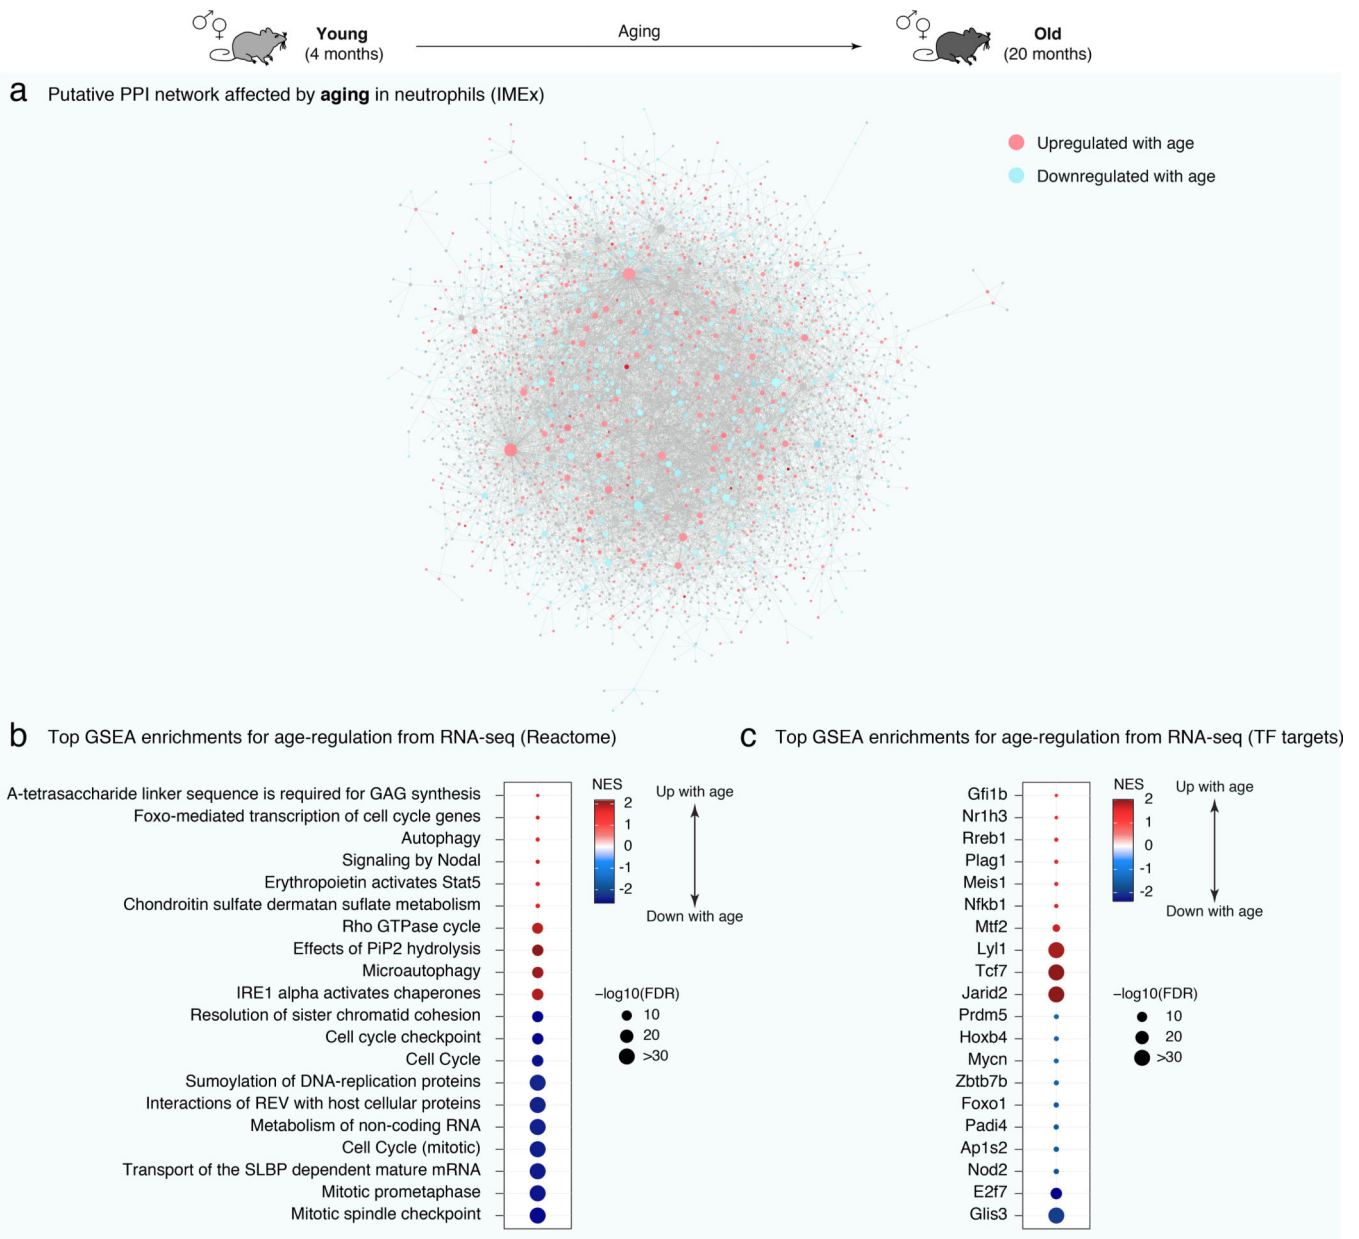 Young
(4 months)
Aging
Old
(20 months)
a Putative PPI network affected by aging in neutrophils (IMEx)
Upregulated with age
Downregulated with age
b Top GSEA enrichments for age-regulation from RNA-seq (Reactome)
A-tetrasaccharide linker sequence is required for GAG synthesis
Foxo-mediated transcription of cell cycle genes
Autophagy
Signaling by Nodal
Erythropoietin activates Stat5
Chondroitin sulfate dermatan suflate metabolism
Rho GTPase cycle
Effects of PiP2 hydrolysis
Microautophagy
IRE1 alpha activates chaperones
Resolution of sister chromatid cohesion
Cell cycle checkpoint
Cell Cycle
Sumoylation of DNA-replication proteins
Interactions of REV with host cellular proteins
Metabolism of non-coding RNA
Cell Cycle (mitotic)
Transport of the SLBP dependent mature mRNA
Mitotic prometaphase
Mitotic spindle checkpoint
NES
2
1
0
-1
-2
Up with age
Down with age
−log10(FDR)
10
20
>30
c Top GSEA enrichments for age-regulation from RNA-seq (TF targets)
Gfi1b
Nr1h3
Rreb1
Plag1
Meis1
Nfkb1
Mtf2
Lyl1
Tcf7
Jarid2
Prdm5
Hoxb4
Mycn
Zbtb7b
Foxo1
Padi4
Ap1s2
Nod2
E2f7
Glis3
NES
2
1
0
-1
-2
Up with age
Down with age
−log10(FDR)
10
20
>30